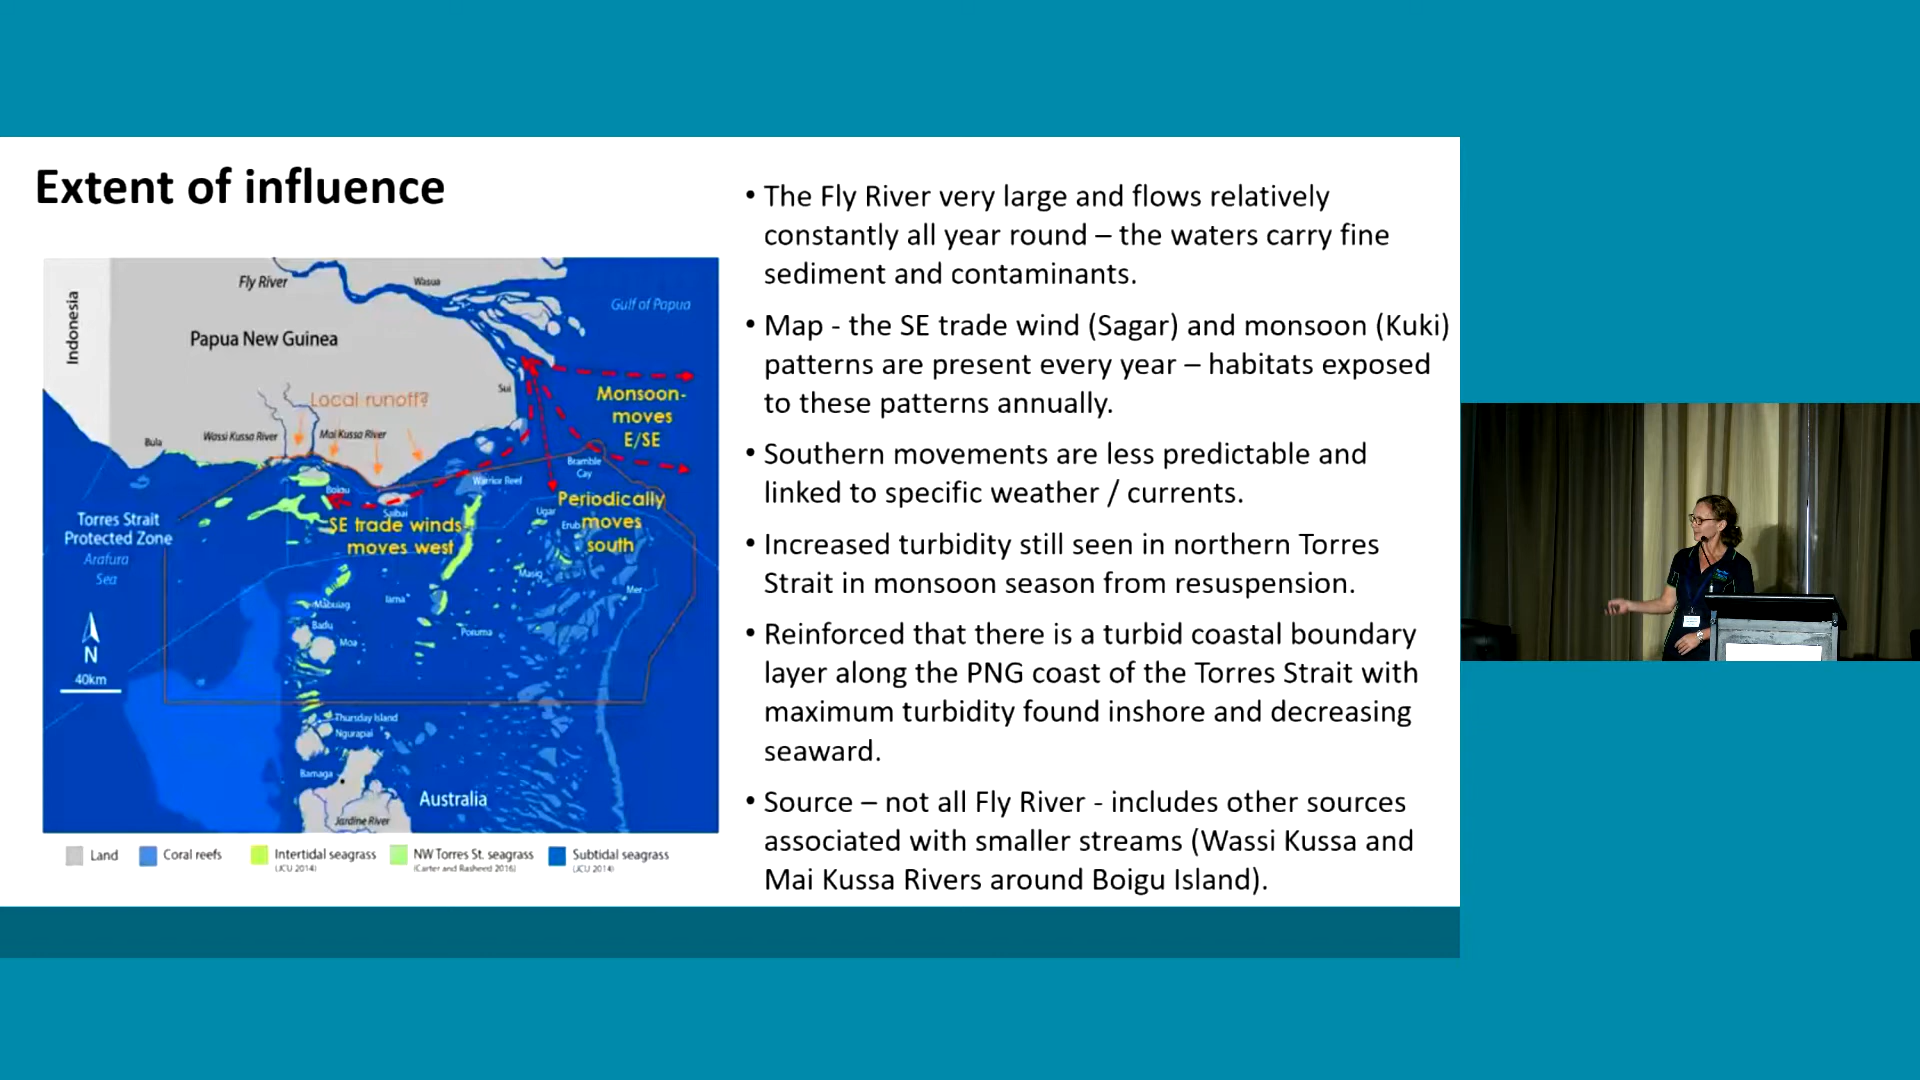 Extent of influence
• The Fly River very large and flows relatively
constantly all year round – the waters carry fine
sediment and contaminants.
• Map - the SE trade wind (Sagar) and monsoon (Kuki)
patterns are present every year – habitats exposed
to these patterns annually.
• Southern movements are less predictable and
linked to specific weather / currents.
• Increased turbidity still seen in northern Torres
Strait in monsoon season from resuspension.
• Reinforced that there is a turbid coastal boundary
layer along the PNG coast of the Torres Strait with
maximum turbidity found inshore and decreasing
seaward.
• Source – not all Fly River - includes other sources
associated with smaller streams (Wassi Kussa and
Mai Kussa Rivers around Boigu Island).
Indonesia
Fly River
Wasua
Gulf of Papua
Papua New Guinea
Sui
Local runoff?
Monsoon-
moves
E/SE
Bula
Wassi Kussa River
Mai Kussa River
Bramble
Cay
Warrior Reef
Boigu
Saibai
Periodically
moves
south
Ugar
Erub
SE trade winds-
moves west
Torres Strait
Protected Zone
Arafura
Sea
Masig
Mer
Mabuiag
Iama
Badu
Moa
Poruma
N
40km
Thursday Island
Ngurapai
Bamaga
Australia
Jardine River
Land
Coral reefs
Intertidal seagrass
(JCU 2014)
NW Torres St. seagrass
(Carter and Rasheed 2016)
Subtidal seagrass
(JCU 2014)